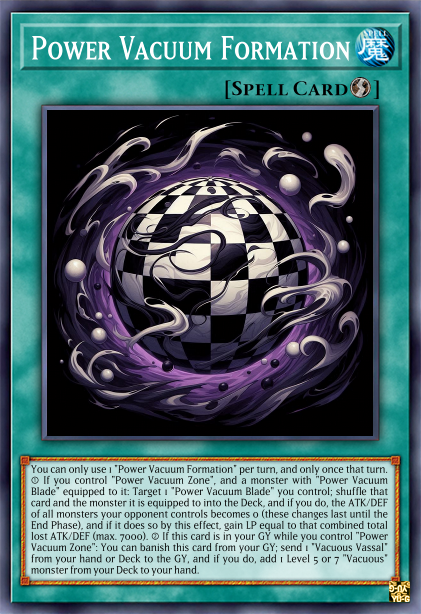 Power Vacuum Formation
SPELL
魔
[Spell Card]
You can only use 1 "Power Vacuum Formation" per turn, and only once that turn.
① If you control "Power Vacuum Zone", and a monster with "Power Vacuum
Blade" equipped to it: Target 1 "Power Vacuum Blade" you control; shuffle that
card and the monster it is equipped to into the Deck, and if you do, the ATK/DEF
of all monsters your opponent controls becomes 0 (these changes last until the
End Phase), and if it does so by this effect, gain LP equal to that combined total
lost ATK/DEF (max. 7000). ② If this card is in your GY while you control "Power
Vacuum Zone": You can banish this card from your GY; send 1 "Vacuous Vassal"
from your hand or Deck to the GY, and if you do, add 1 Level 5 or 7 "Vacuous"
monster from your Deck to your hand.